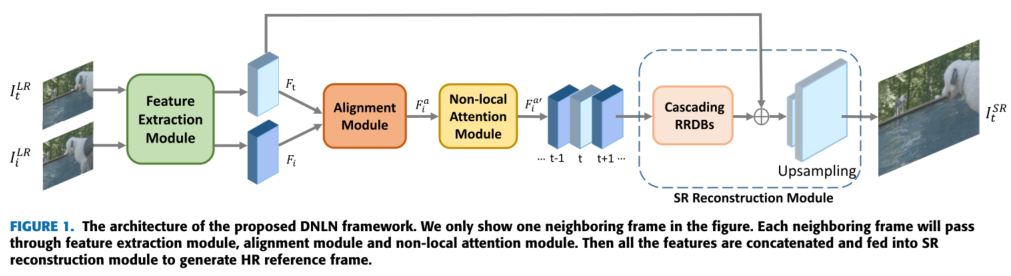 I_t^{LR}
I_i^{LR}
Feature
Extraction
Module
F_t
F_i
Alignment
Module
F_i^a
Non-local
Attention
Module
F_i^{a'}
... t-1 t t+1 ...
Cascading
RRDBs
Upsampling
SR Reconstruction Module
I_t^{SR}
FIGURE 1. The architecture of the proposed DNLN framework. We only show one neighboring frame in the figure. Each neighboring frame will pass
through feature extraction module, alignment module and non-local attention module. Then all the features are concatenated and fed into SR
reconstruction module to generate HR reference frame.